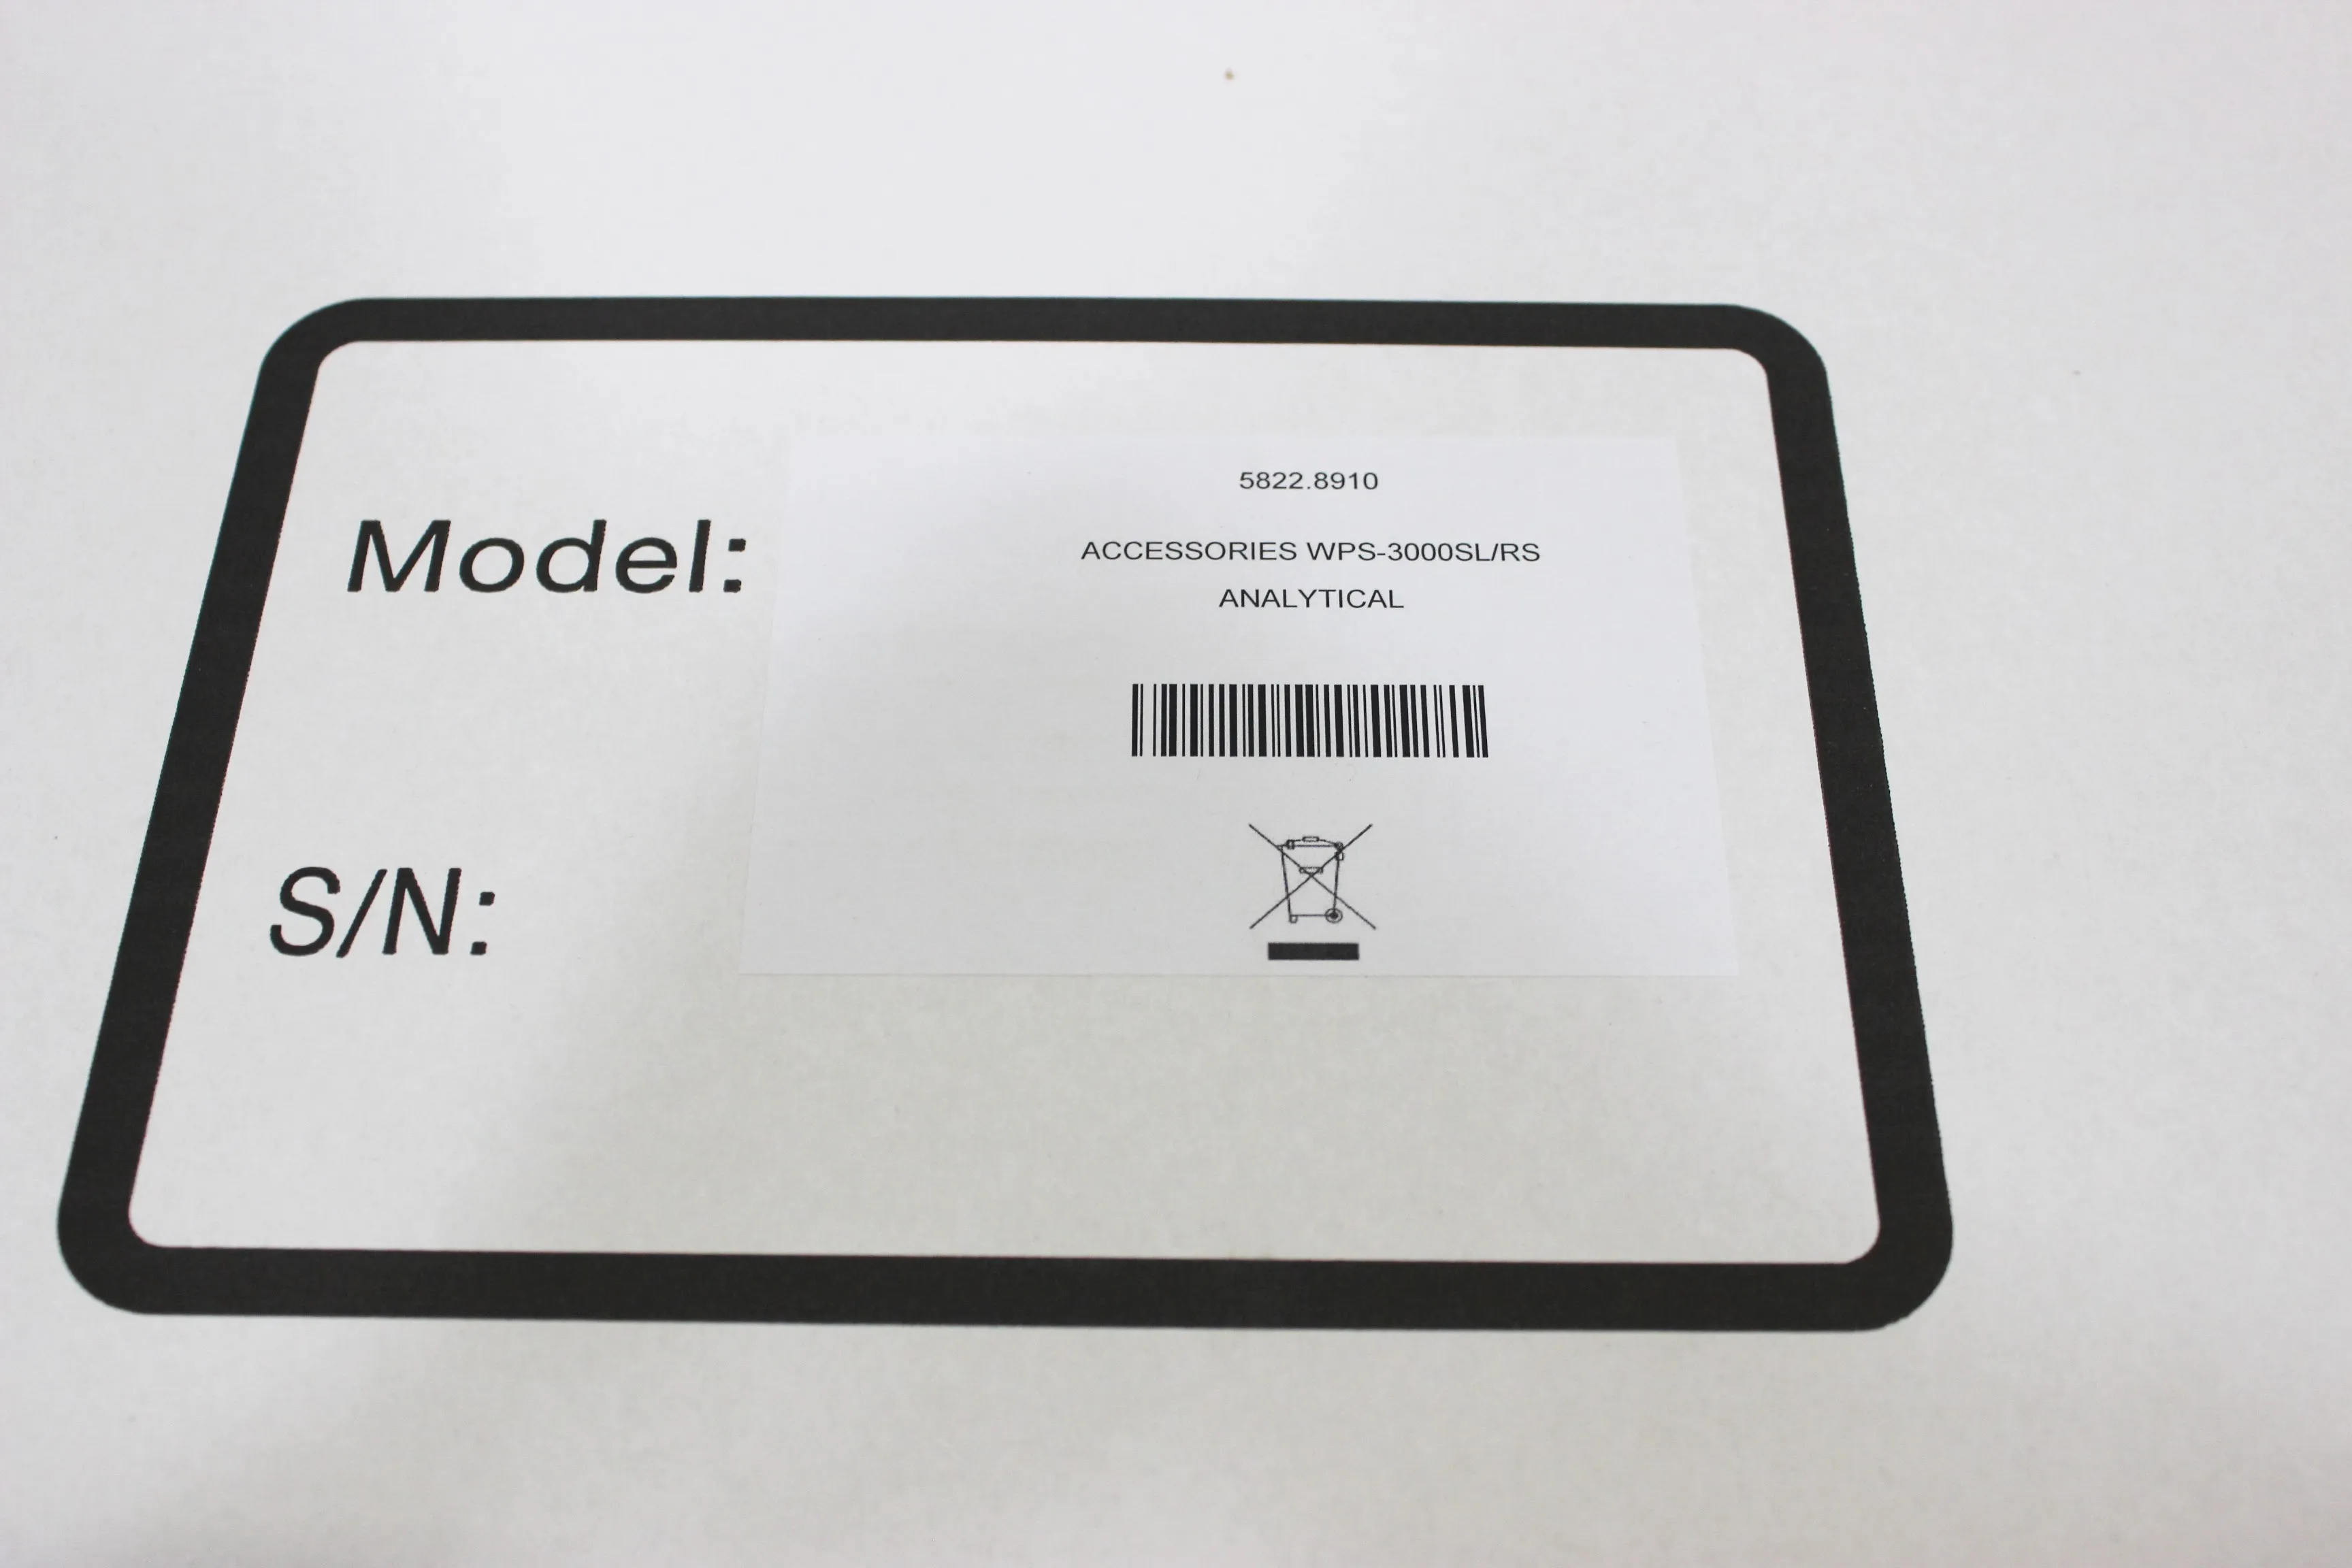 5822.8910
Model:
ACCESSORIES WPS-3000SL/RS
ANALYTICAL
S/N: